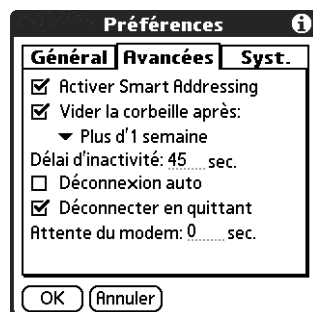 Préférences
Général Avancées Syst.
Activer Smart Addressing
Vider la corbeille après:
Plus d'1 semaine
Délai d'inactivité: 45 sec.
Déconnexion auto
Déconnecter en quittant
Attente du modem: 0 sec.
OK Annuler